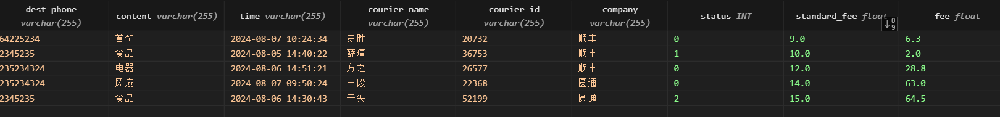 dest_phone varchar(255) content varchar(255) time varchar(255) courier_name varchar(255) courier_id varchar(255) company varchar(255) status INT standard_fee float fee float
64225234 首饰 2024-08-07 10:24:34 史胜 20732 顺丰 0 9.0 6.3
2345235 食品 2024-08-05 14:40:22 薛瑾 36753 顺丰 1 10.0 2.0
235234324 电器 2024-08-06 14:51:21 方之 26577 顺丰 0 12.0 28.8
235234324 风扇 2024-08-07 09:50:24 田段 22368 圆通 0 14.0 63.0
2345235 食品 2024-08-06 14:30:43 于矢 52199 圆通 2 15.0 64.5